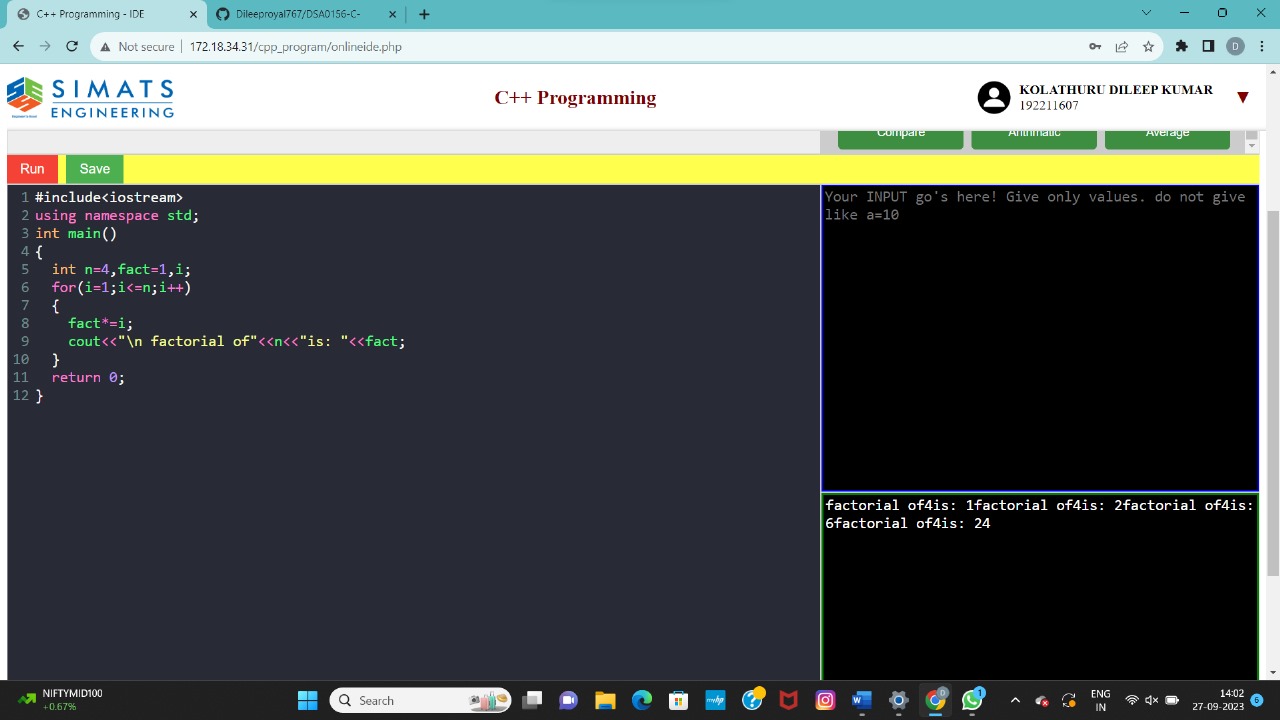 C++ Programming - IDE
Dileeproyal767/DSA0156-C-
Not secure
172.18.34.31/cpp_program/onlineide.php
D
SIMATS
ENGINEERING
C++ Programming
KOLATHURU DILEEP KUMAR
192211607
Compare
Arithmatic
Average
Run
Save
1 #include<iostream>
2 using namespace std;
3 int main()
4 {
5 int n=4,fact=1,i;
6 for(i=1;i<=n;i++)
7 {
8 fact*=i;
9 cout<<"\n factorial of"<<n<<"is: "<<fact;
10 }
11 return 0;
12 }
Your INPUT go's here! Give only values. do not give
like a=10
factorial of4is: 1factorial of4is: 2factorial of4is:
6factorial of4is: 24
NIFTYMID100
+0.67%
Search
myhp
D
1
ENG
IN
14:02
27-09-2023
6